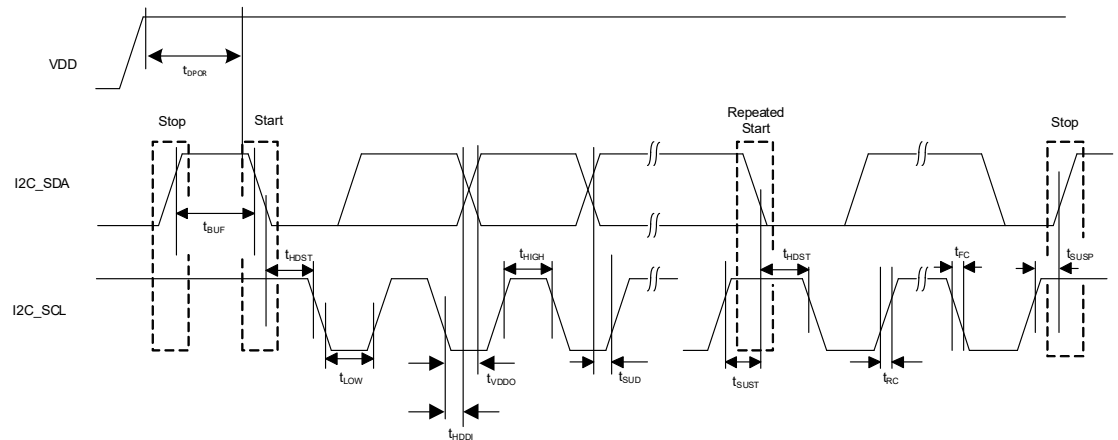 VDD
tDPOR
Stop
Start
Repeated
Start
Stop
I2C_SDA
tBUF
tHDST
tHIGH
tHDST
tFC
tSUSP
I2C_SCL
tLOW
tVDDO
tSUD
tSUST
tRC
tHDDI